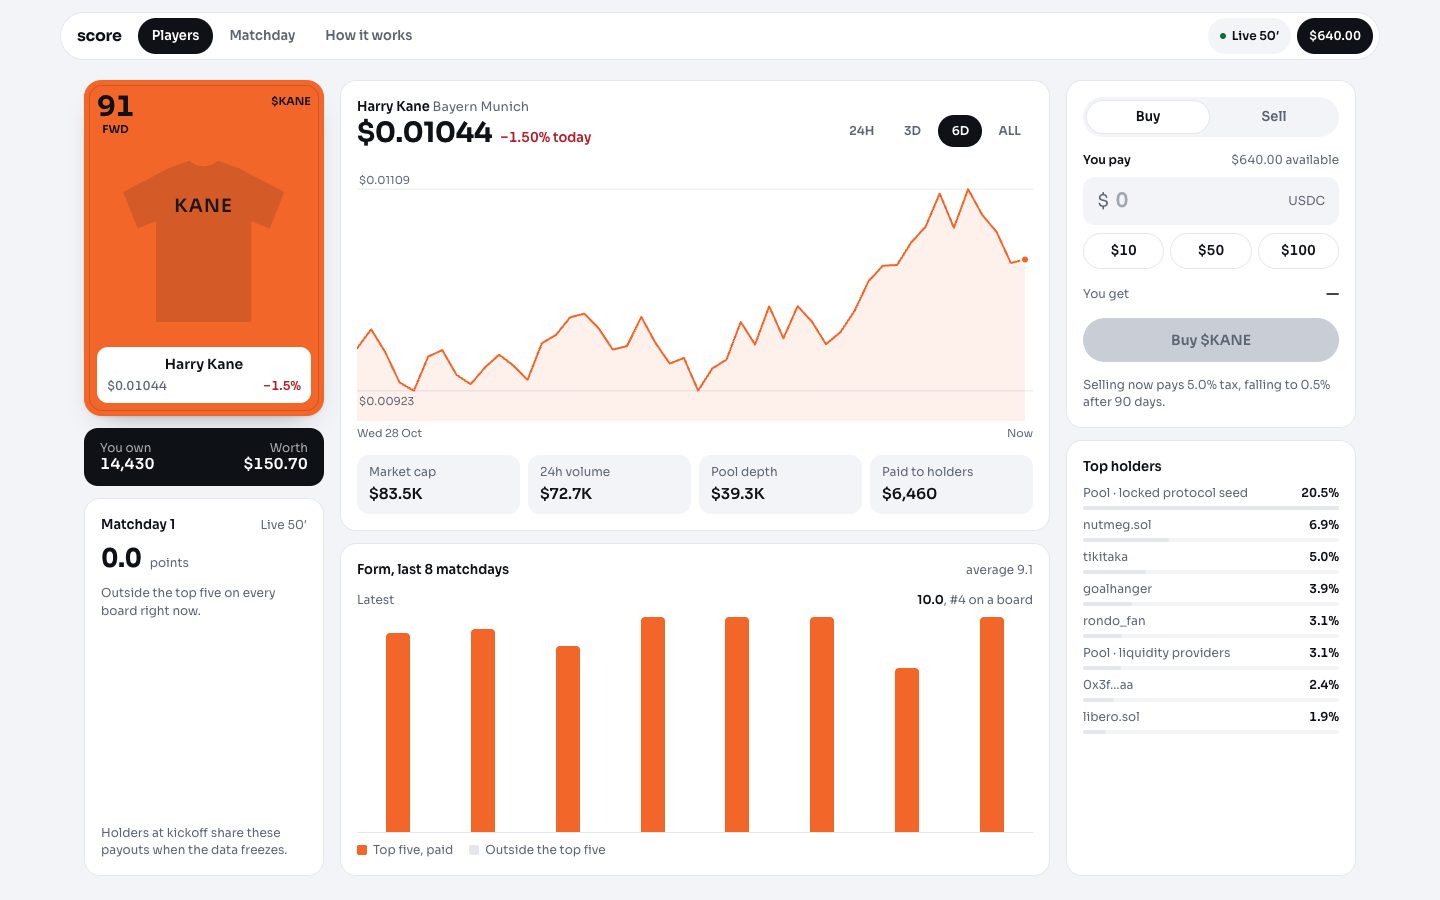 score
Players
Matchday
How it works
Live 50'
$640.00
91
FWD
$KANE
KANE
Harry Kane
$0.01044
−1.5%
You own
Worth
14,430
$150.70
Matchday 1
Live 50'
0.0 points
Outside the top five on every
board right now.
Holders at kickoff share these
payouts when the data freezes.
Harry Kane Bayern Munich
$0.01044 −1.50% today
24H
3D
6D
ALL
$0.01109
$0.00923
Wed 28 Oct
Now
Market cap
$83.5K
24h volume
$72.7K
Pool depth
$39.3K
Paid to holders
$6,460
Form, last 8 matchdays
average 9.1
Latest
10.0, #4 on a board
Top five, paid
Outside the top five
Buy
Sell
You pay
$640.00 available
$ 0
USDC
$10
$50
$100
You get
—
Buy $KANE
Selling now pays 5.0% tax, falling to 0.5%
after 90 days.
Top holders
Pool · locked protocol seed 20.5%
nutmeg.sol 6.9%
tikitaka 5.0%
goalhanger 3.9%
rondo_fan 3.1%
Pool · liquidity providers 3.1%
0x3f…aa 2.4%
libero.sol 1.9%